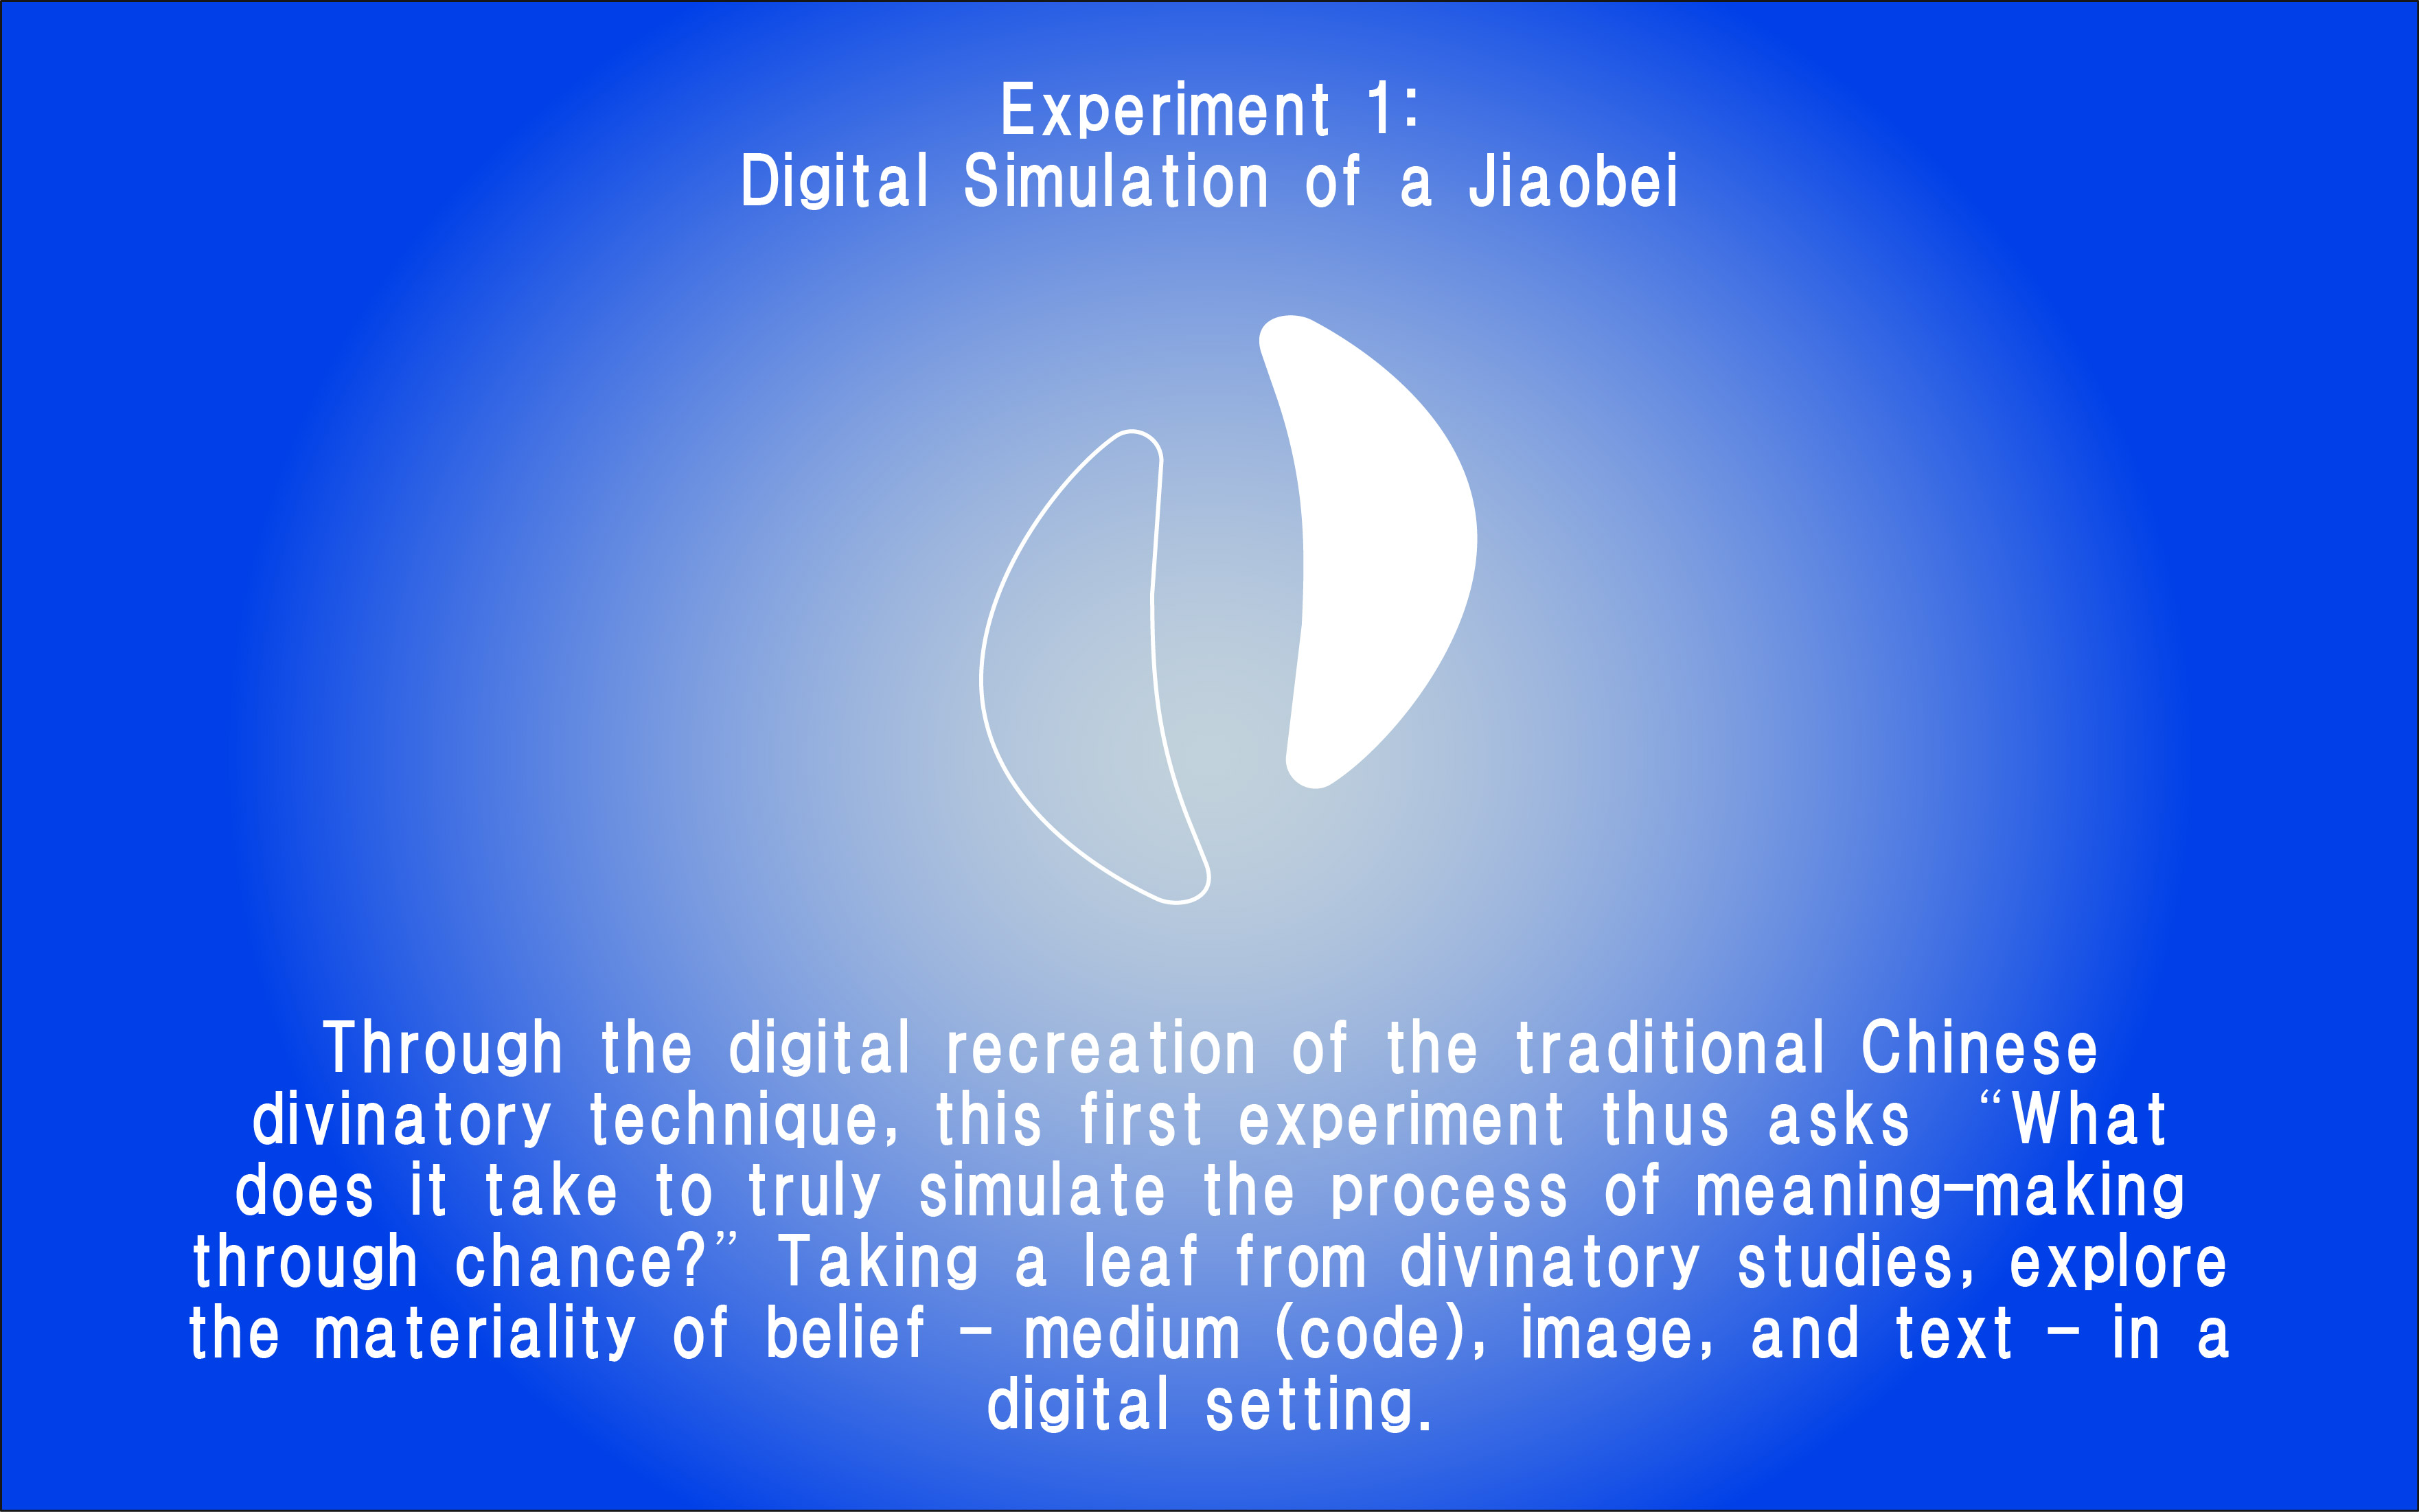 Experiment 1:
Digital Simulation of a Jiaobei
Through the digital recreation of the traditional Chinese
divinatory technique, this first experiment thus asks “What
does it take to truly simulate the process of meaning-making
through chance?” Taking a leaf from divinatory studies, explore
the materiality of belief – medium (code), image, and text – in a
digital setting.